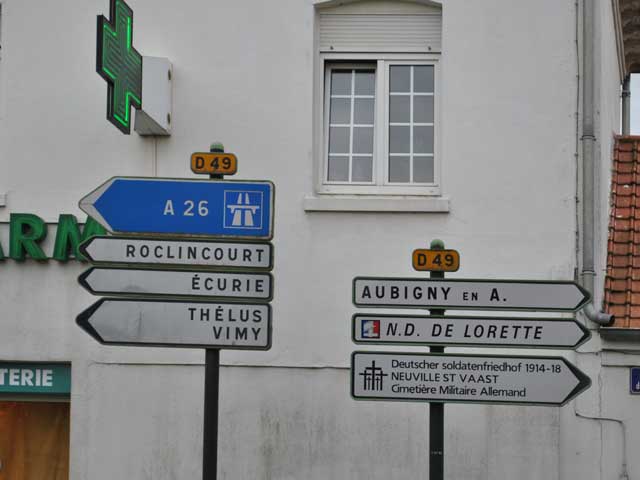 D 49
A 26
ROCLINCOURT
ÉCURIE
THÉLUS
VIMY
D 49
AUBIGNY EN A.
N.D. DE LORETTE
Deutscher soldatenfriedhof 1914-18
NEUVILLE ST VAAST
Cimetière Militaire Allemand
ARM
TERIE